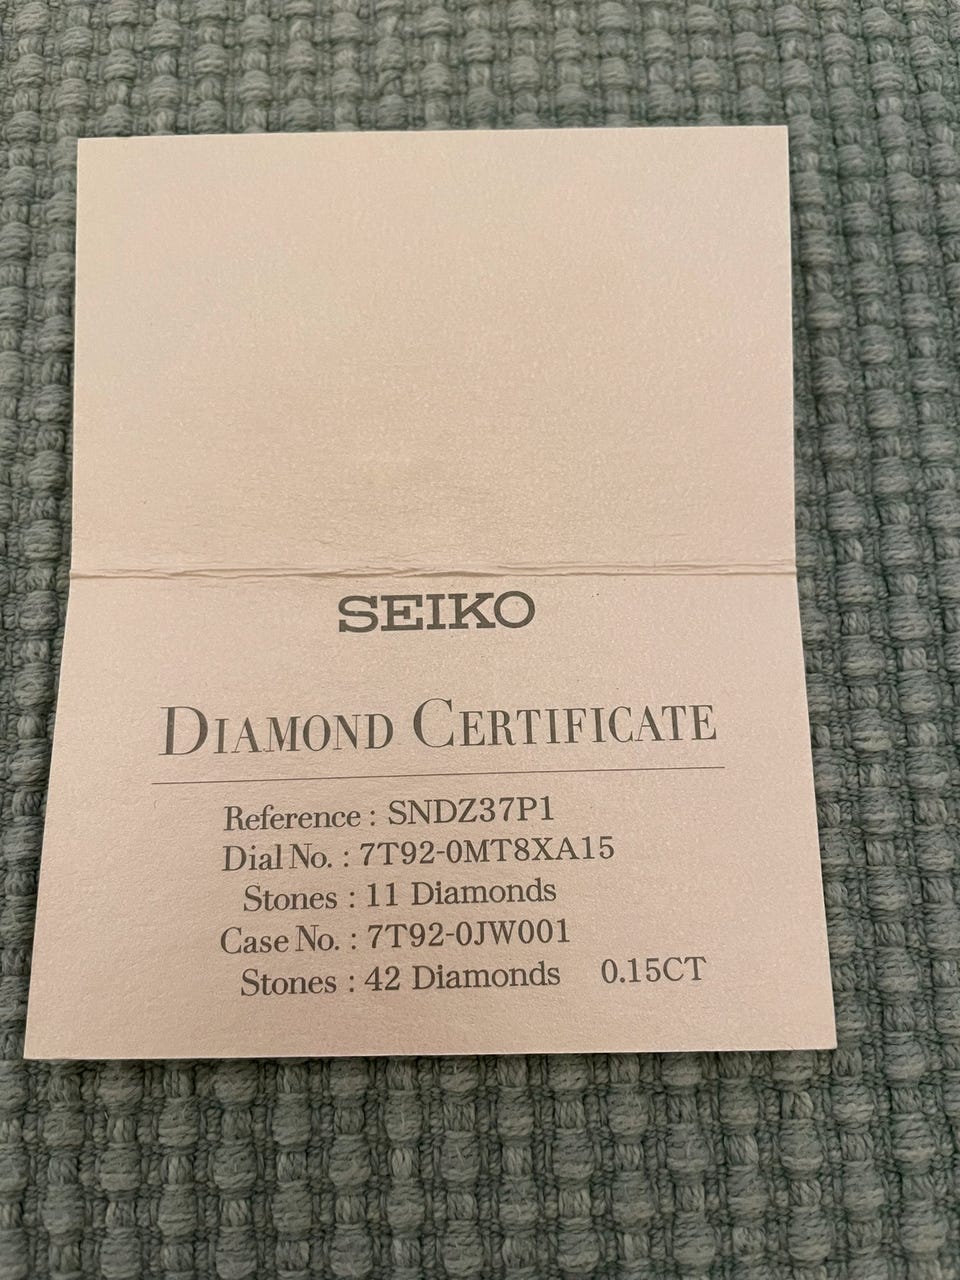 SEIKO
DIAMOND CERTIFICATE
Reference : SNDZ37P1
Dial No. : 7T92-0MT8XA15
Stones : 11 Diamonds
Case No. : 7T92-0JW001
Stones : 42 Diamonds 0.15CT